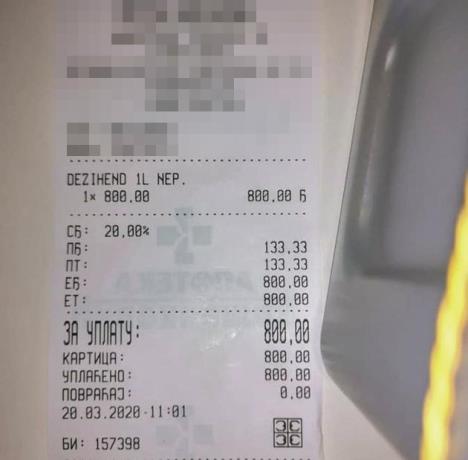 DEZIHEND 1L NEP.
1× 800,00 800,00 Ђ
СЂ: 20,00%
ПЂ: 133,33
ПТ: 133,33
ЕЂ: 800,00
ЕТ: 800,00
ЗА УПЛАТУ: 800,00
КАРТИЦА: 800,00
УПЛАЋЕНО: 800,00
ПОВРАЋАЈ: 0,00
20.03.2020-11:01
БИ: 157398